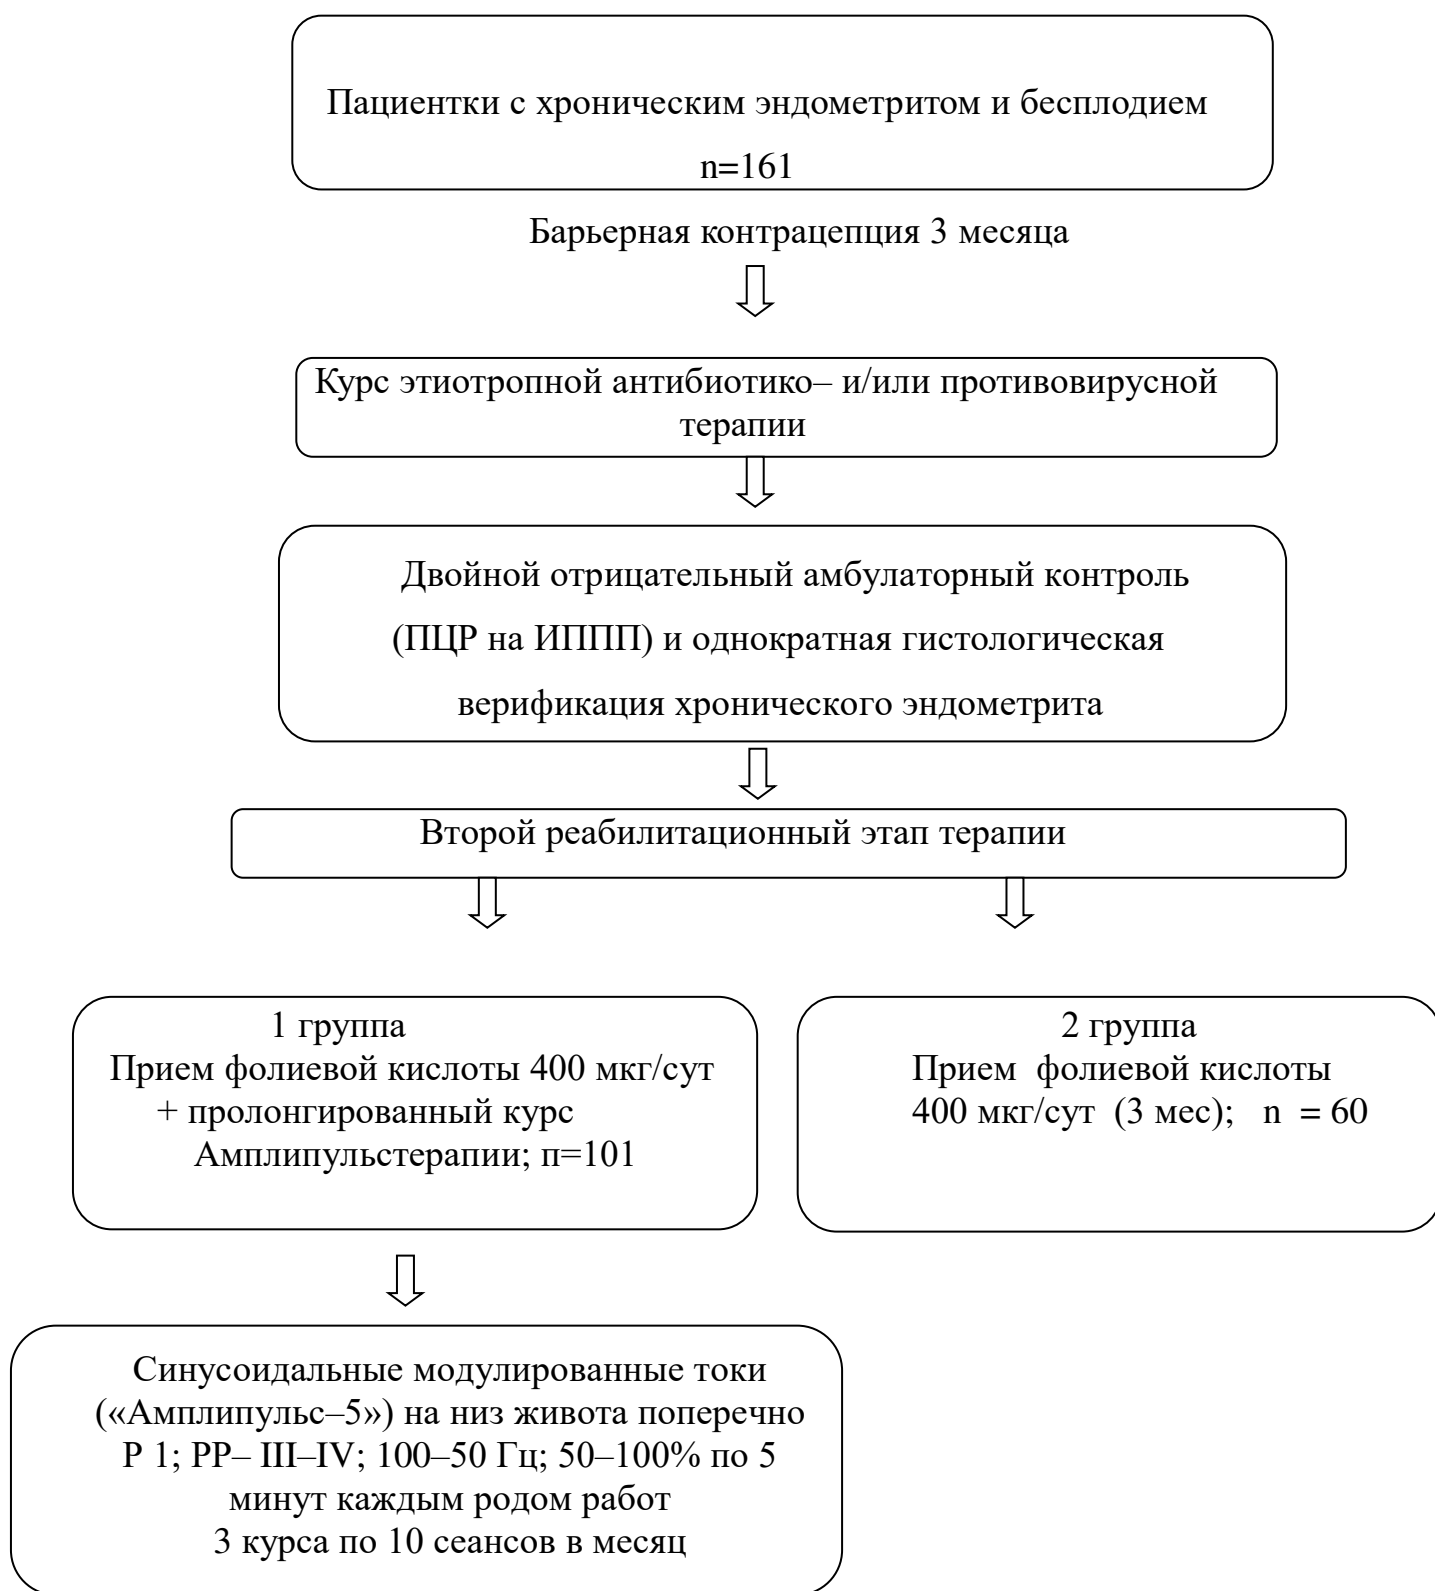 Пациентки с хроническим эндометритом и бесплодием
n=161
Барьерная контрацепция 3 месяца
Курс этиотропной антибиотико– и/или противовирусной
терапии
Двойной отрицательный амбулаторный контроль
(ПЦР на ИППП) и однократная гистологическая
верификация хронического эндометрита
Второй реабилитационный этап терапии
1 группа
Прием фолиевой кислоты 400 мкг/сут
+ пролонгированный курс
Амплипульстерапии; п=101
2 группа
Прием фолиевой кислоты
400 мкг/сут (3 мес); n = 60
Синусоидальные модулированные токи
(«Амплипульс–5») на низ живота поперечно
Р 1; РР– III–IV; 100–50 Гц; 50–100% по 5
минут каждым родом работ
3 курса по 10 сеансов в месяц